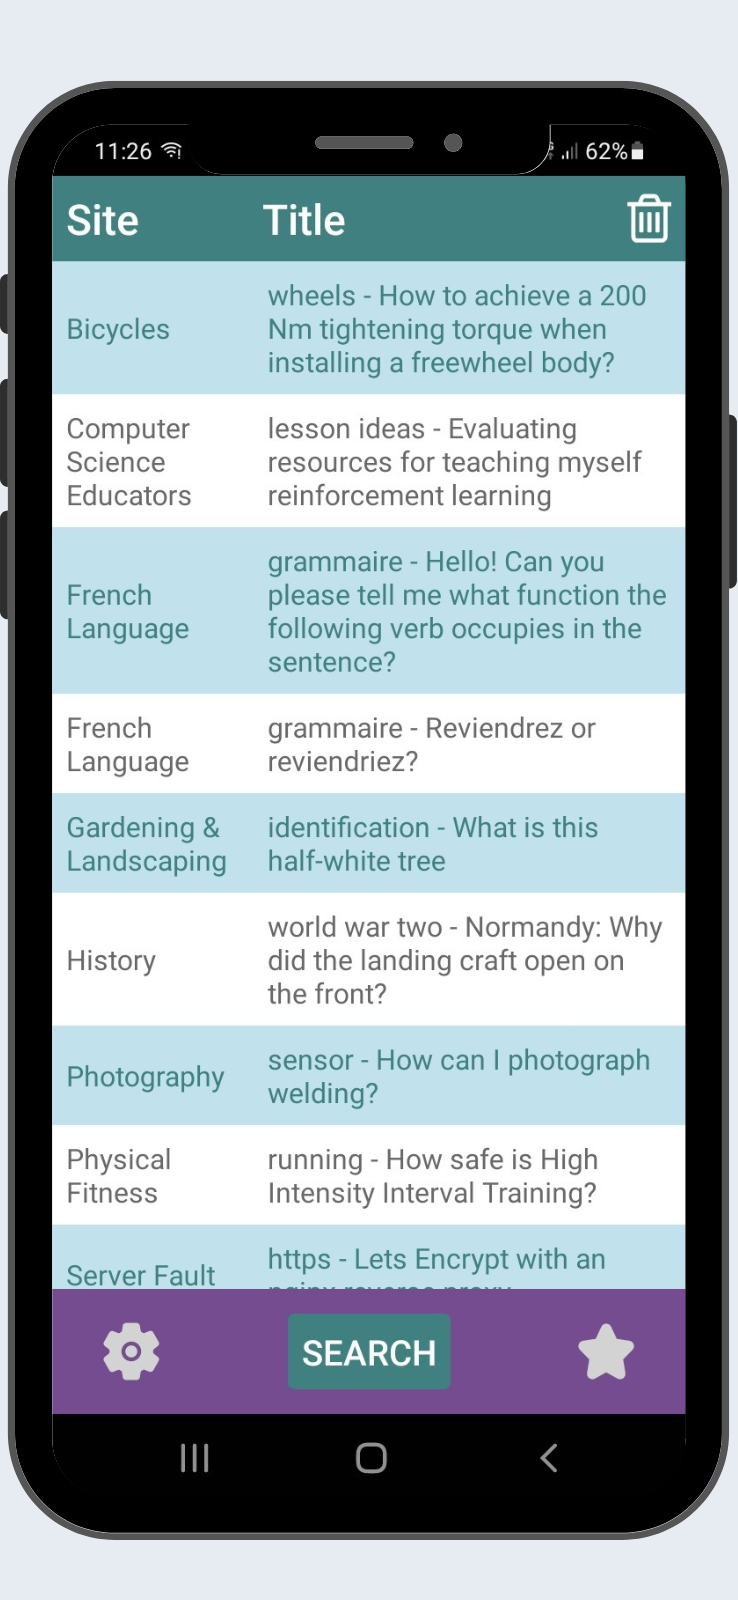 11:26
62%
Site Title
Bicycles
wheels - How to achieve a 200
Nm tightening torque when
installing a freewheel body?
Computer
Science
Educators
lesson ideas - Evaluating
resources for teaching myself
reinforcement learning
French
Language
grammaire - Hello! Can you
please tell me what function the
following verb occupies in the
sentence?
French
Language
grammaire - Reviendrez or
reviendriez?
Gardening &
Landscaping
identification - What is this
half-white tree
History
world war two - Normandy: Why
did the landing craft open on
the front?
Photography
sensor - How can I photograph
welding?
Physical
Fitness
running - How safe is High
Intensity Interval Training?
Server Fault
https - Lets Encrypt with an
SEARCH